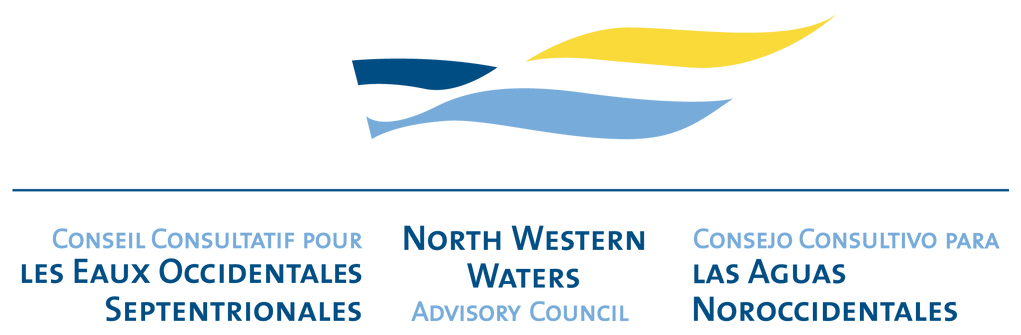 Conseil Consultatif pour
les Eaux Occidentales
Septentrionales
North Western
Waters
Advisory Council
Consejo Consultivo para
las Aguas
Noroccidentales